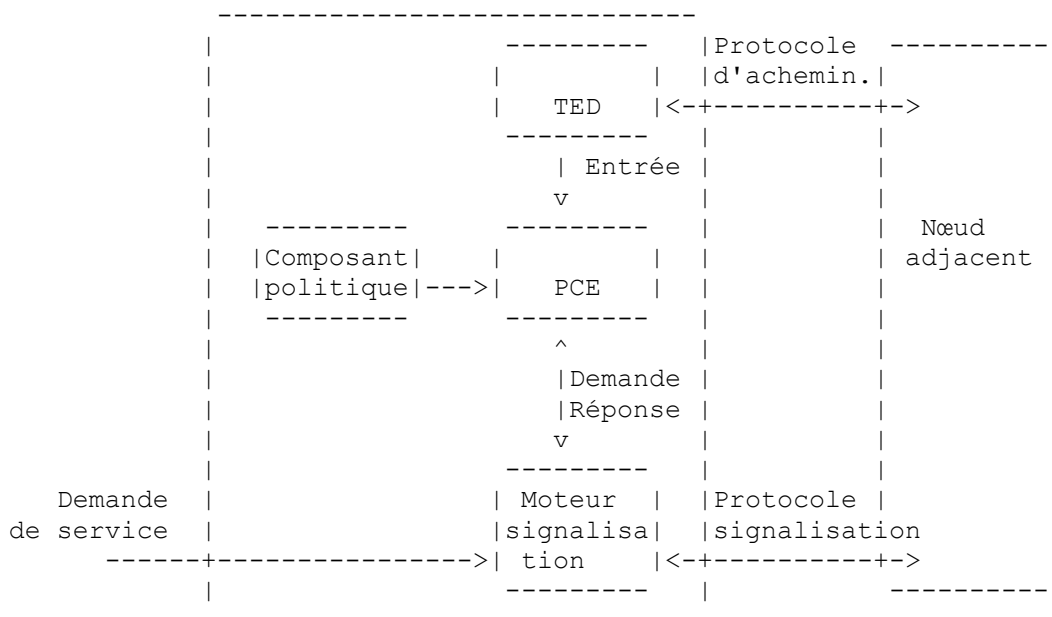 Protocole
d'achemin.
TED
Entrée
Nœud
Composant adjacent
politique PCE
Demande
Réponse
Demande Moteur Protocole
de service signalisa signalisation
tion